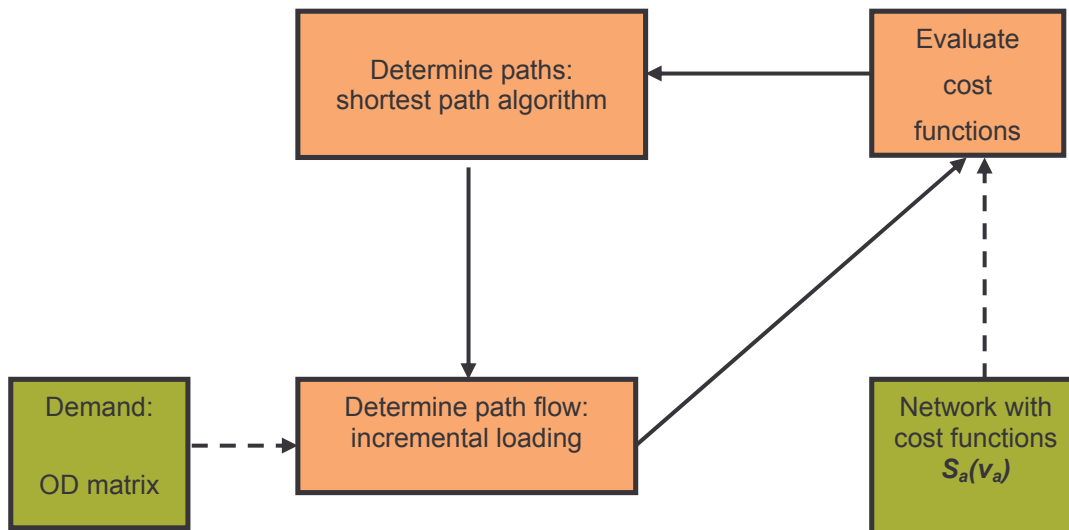 Determine paths:
shortest path algorithm
Evaluate
cost
functions
Demand:
OD matrix
Determine path flow:
incremental loading
Network with
cost functions
Sₐ(vₐ)